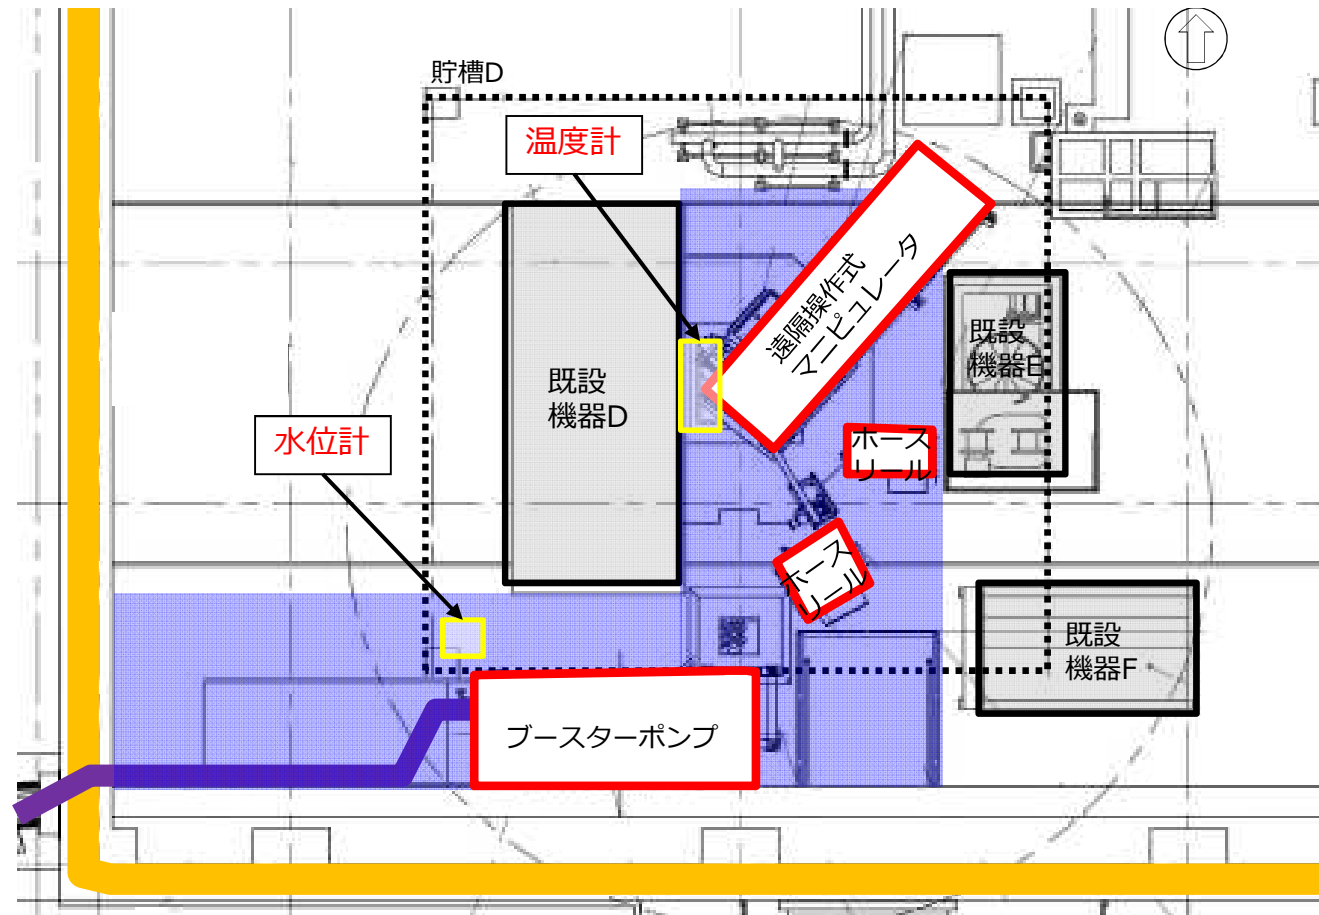 貯槽D
温度計
遠隔操作式
マニピュレータ
既設
機器E
既設
機器D
水位計
ホース
リール
ホース
リール
既設
機器F
ブースターポンプ